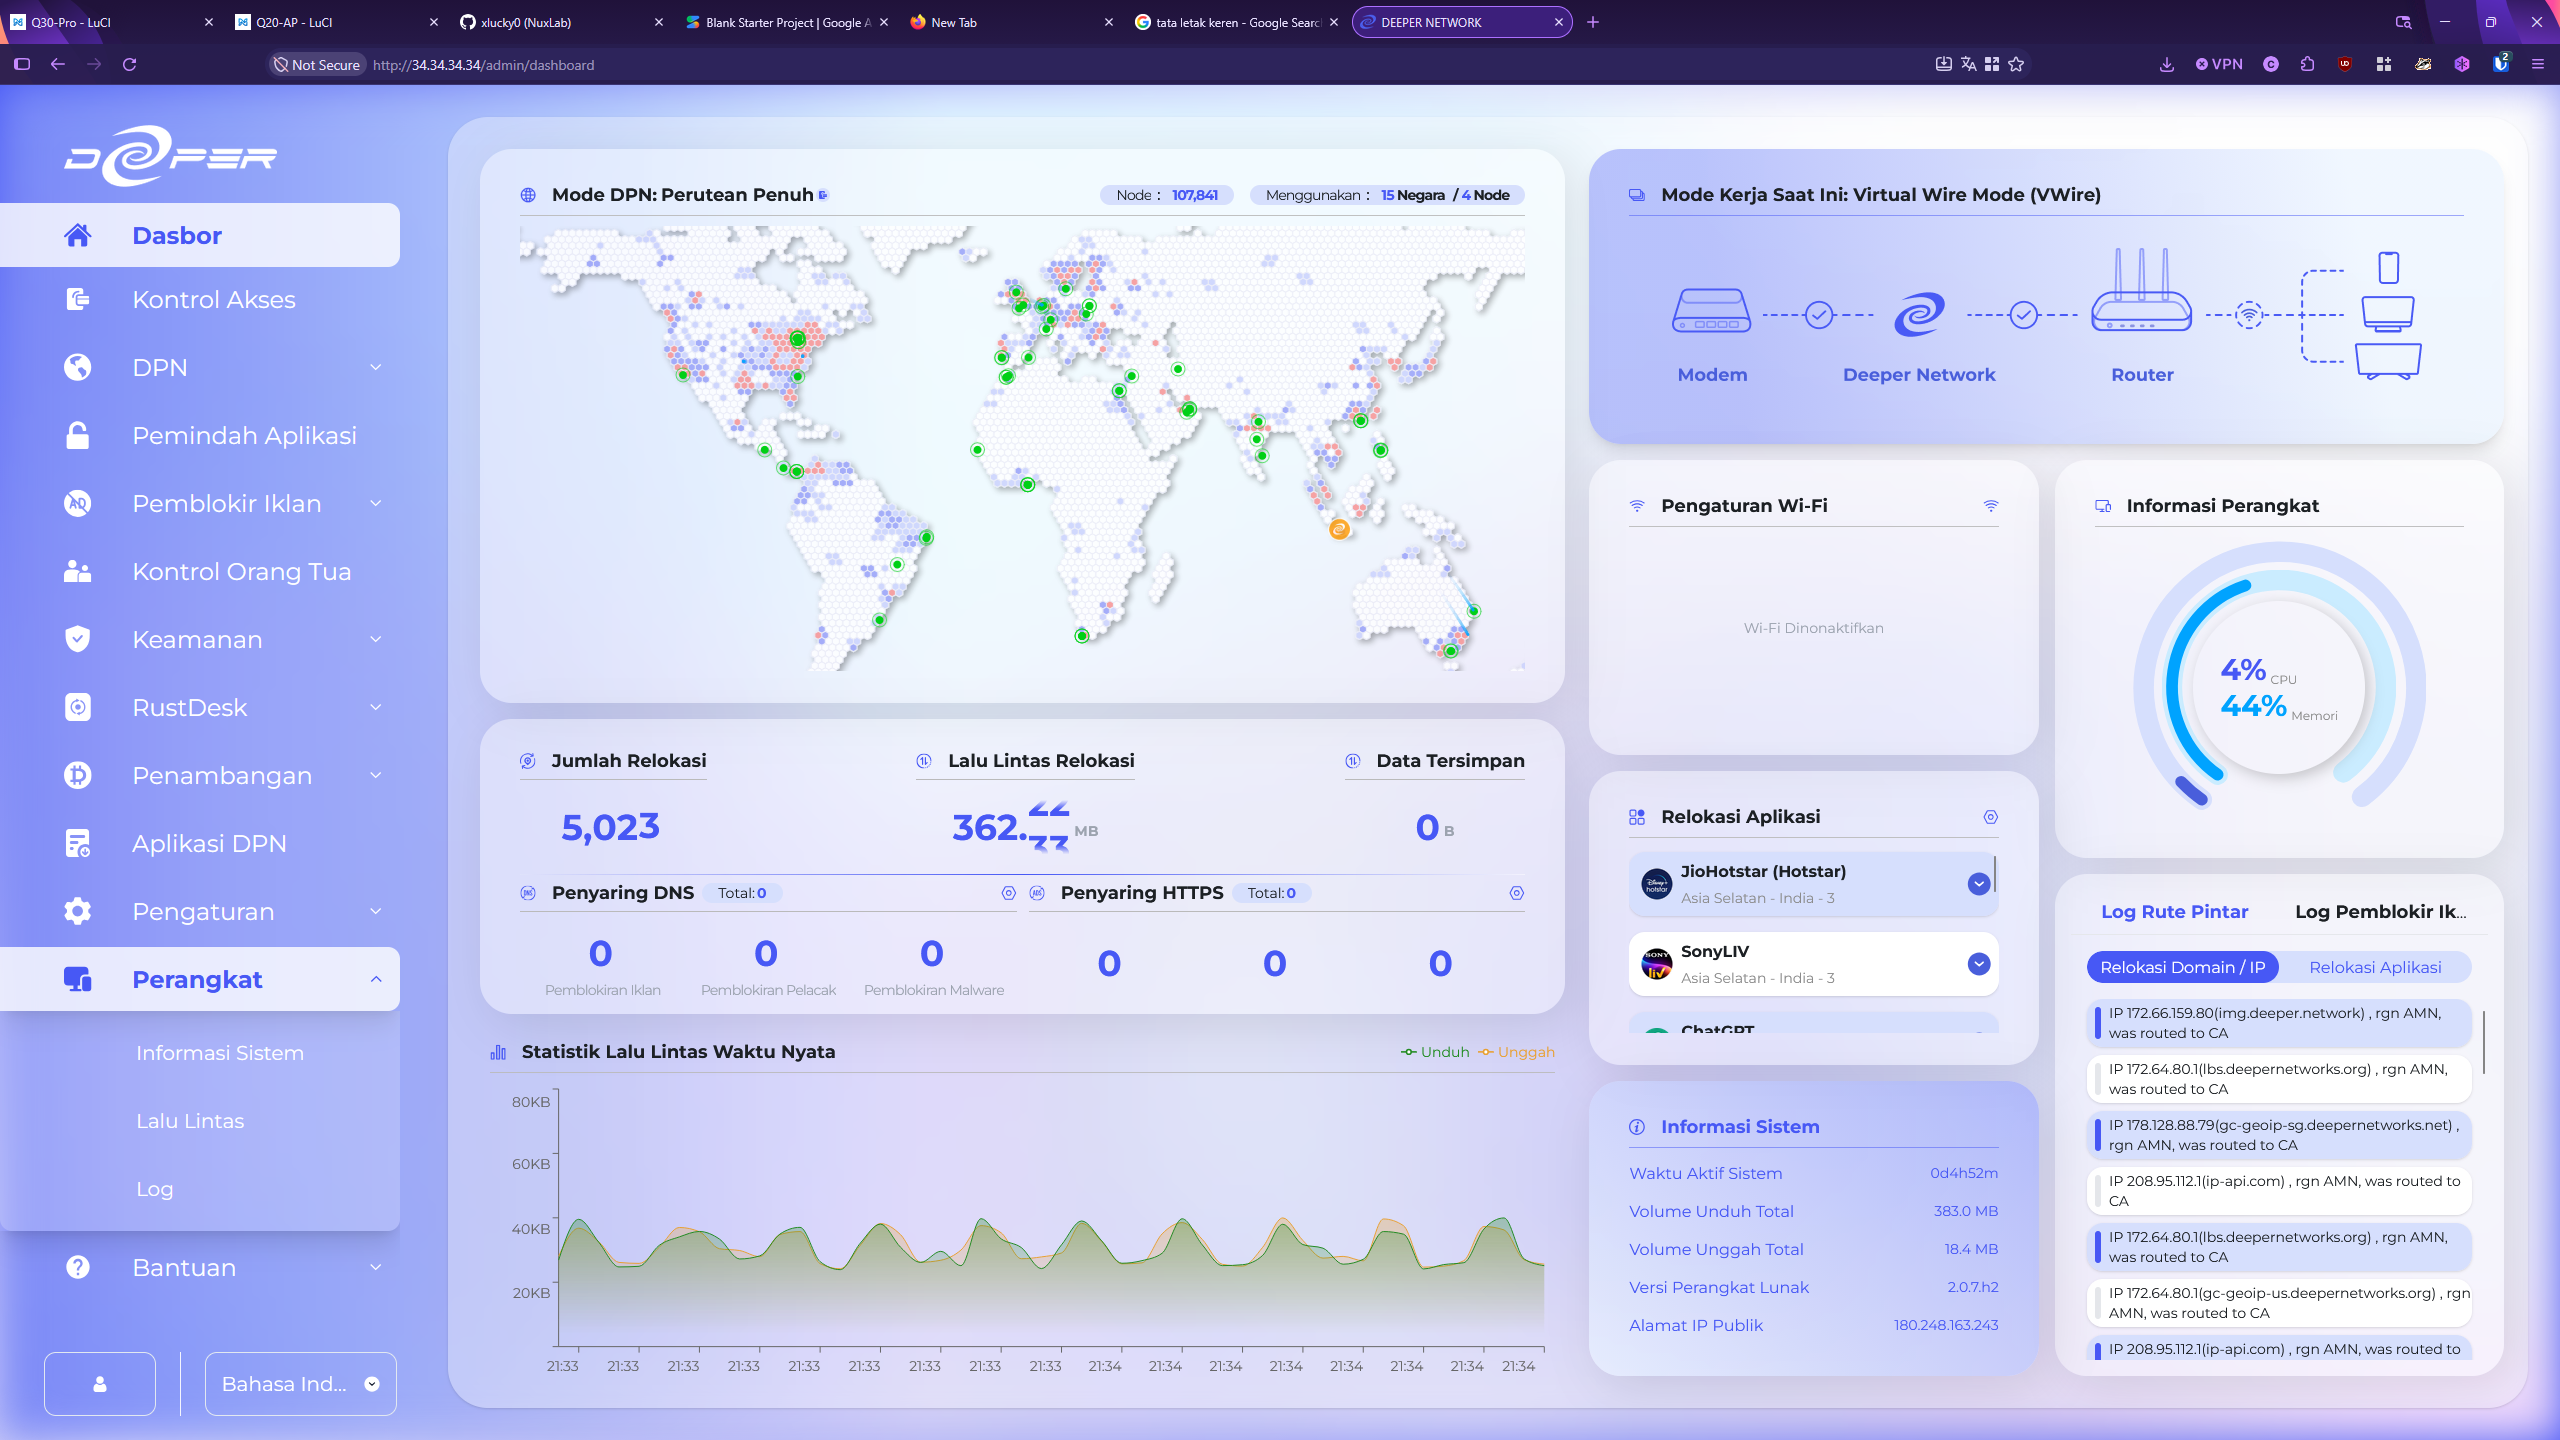 Q30-Pro - LuCI
Q20-AP - LuCI
xlucky0 (NuxLab)
Blank Starter Project | Google A
New Tab
tata letak keren - Google Searc
DEEPER NETWORK
Not Secure
http://34.34.34.34/admin/dashboard
VPN
2
DEEPER
Dasbor
Kontrol Akses
DPN
Pemindah Aplikasi
Pemblokir Iklan
Kontrol Orang Tua
Keamanan
RustDesk
Penambangan
Aplikasi DPN
Pengaturan
Perangkat
Informasi Sistem
Lalu Lintas
Log
Bantuan
Bahasa Ind...
Mode DPN: Perutean Penuh
Node : 107,841
Menggunakan : 15 Negara / 4 Node
Jumlah Relokasi
5,023
Lalu Lintas Relokasi
362. MB
Data Tersimpan
0 B
Penyaring DNS
Total: 0
0
0
0
Pemblokiran Iklan
Pemblokiran Pelacak
Pemblokiran Malware
Penyaring HTTPS
Total: 0
0
0
0
Statistik Lalu Lintas Waktu Nyata
Unduh
Unggah
80KB
60KB
40KB
20KB
21:33 21:33 21:33 21:33 21:33 21:33 21:33 21:33 21:33 21:34 21:34 21:34 21:34 21:34 21:34 21:34 21:34
Mode Kerja Saat Ini: Virtual Wire Mode (VWire)
Modem
Deeper Network
Router
Pengaturan Wi-Fi
Wi-Fi Dinonaktifkan
Informasi Perangkat
4% CPU
44% Memori
Relokasi Aplikasi
JioHotstar (Hotstar)
Asia Selatan - India - 3
SonyLIV
Asia Selatan - India - 3
ChatGPT
Informasi Sistem
Waktu Aktif Sistem 0d4h52m
Volume Unduh Total 383.0 MB
Volume Unggah Total 18.4 MB
Versi Perangkat Lunak 2.0.7.h2
Alamat IP Publik 180.248.163.243
Log Rute Pintar
Log Pemblokir Ik...
Relokasi Domain / IP
Relokasi Aplikasi
IP 172.66.159.80(img.deeper.network) , rgn AMN,
was routed to CA
IP 172.64.80.1(lbs.deepernetworks.org) , rgn AMN,
was routed to CA
IP 178.128.88.79(gc-geoip-sg.deepernetworks.net) ,
rgn AMN, was routed to CA
IP 208.95.112.1(ip-api.com) , rgn AMN, was routed to
CA
IP 172.64.80.1(lbs.deepernetworks.org) , rgn AMN,
was routed to CA
IP 172.64.80.1(gc-geoip-us.deepernetworks.org) , rgn
AMN, was routed to CA
IP 208.95.112.1(ip-api.com) , rgn AMN, was routed to